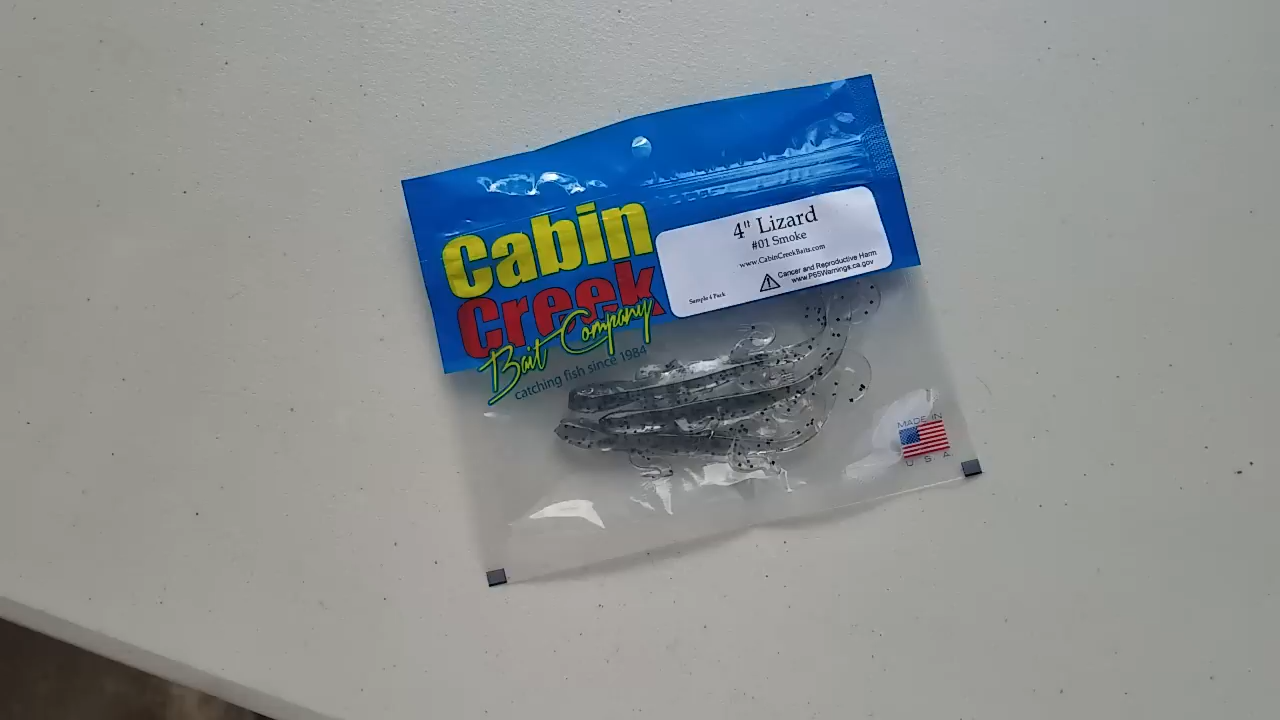 Cabin
Creek
Bait Company
catching fish since 1984
4" Lizard
#01 Smoke
www.CabinCreekBaits.com
Cancer and Reproductive Harm
www.P65Warnings.ca.gov
Sample 4 Pack
MADE IN
U.S.A.